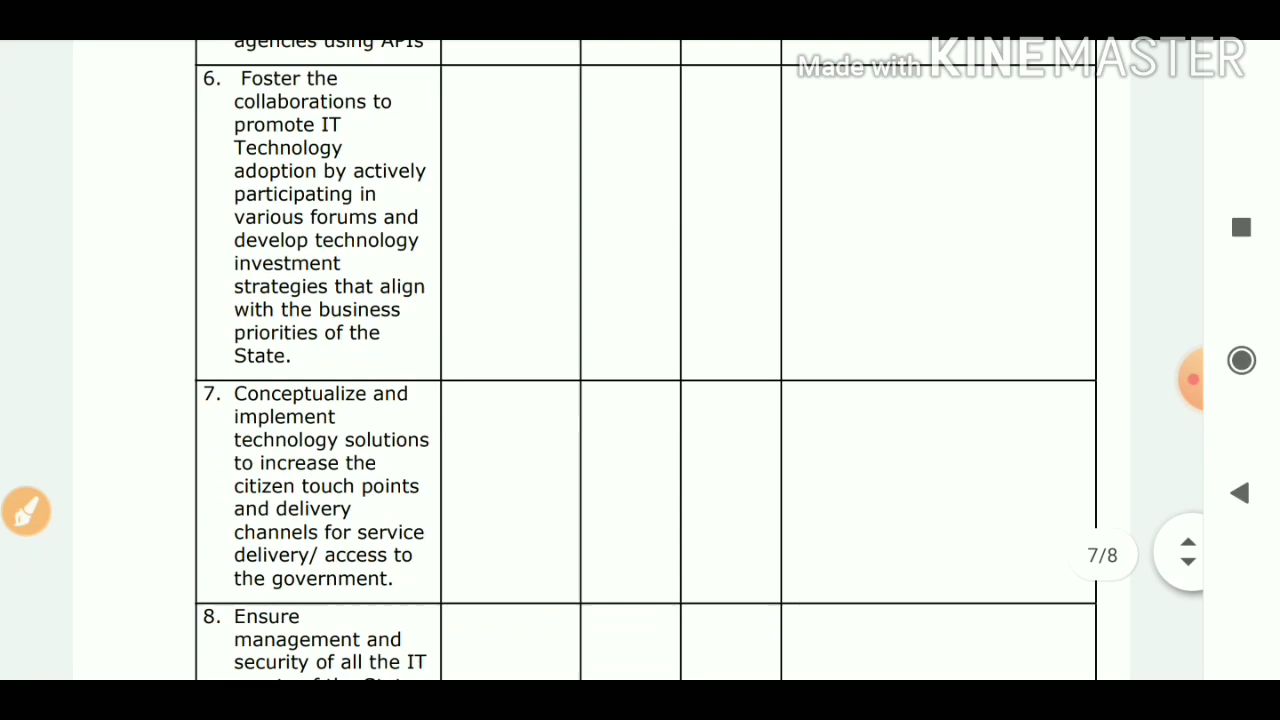 agencies using APIs
Made with KINEMASTER
6. Foster the
collaborations to
promote IT
Technology
adoption by actively
participating in
various forums and
develop technology
investment
strategies that align
with the business
priorities of the
State.
7. Conceptualize and
implement
technology solutions
to increase the
citizen touch points
and delivery
channels for service
delivery/ access to
the government.
7/8
8. Ensure
management and
security of all the IT